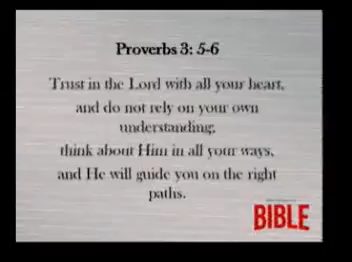 Proverbs 3: 5-6
Trust in the Lord with all your heart,
and do not rely on your own
understanding;
think about Him in all your ways,
and He will guide you on the right
paths.
BIBLE